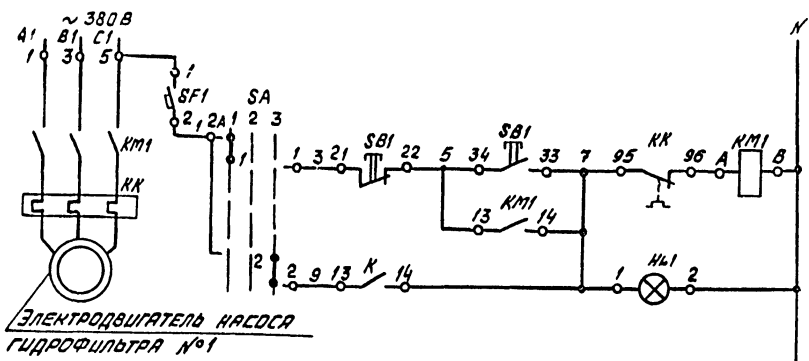 ~ 380 В
А1 В1 С1 N
1 3 5 1
SF1 SA
2 1 2А 1 2 3
КМ1 1
КК
1 3 21 SB1 22 5 34 SB1 33 7 95 КК 96 А КМ1 В
13 КМ1 14
2 2 9 13 К 14 1 HL1 2
ЭЛЕКТРОДВИГАТЕЛЬ НАСОСА
ГИДРОФИЛЬТРА №1